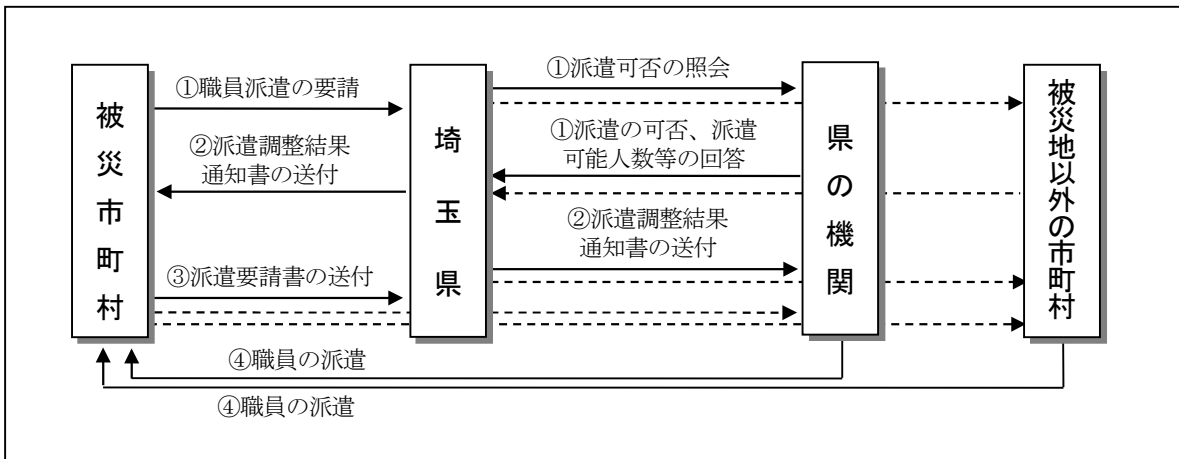 被災市町村
①職員派遣の要請
②派遣調整結果
通知書の送付
③派遣要請書の送付
埼玉県
①派遣可否の照会
①派遣の可否、派遣
可能人数等の回答
②派遣調整結果
通知書の送付
県の機関
被災地以外の市町村
④職員の派遣
④職員の派遣